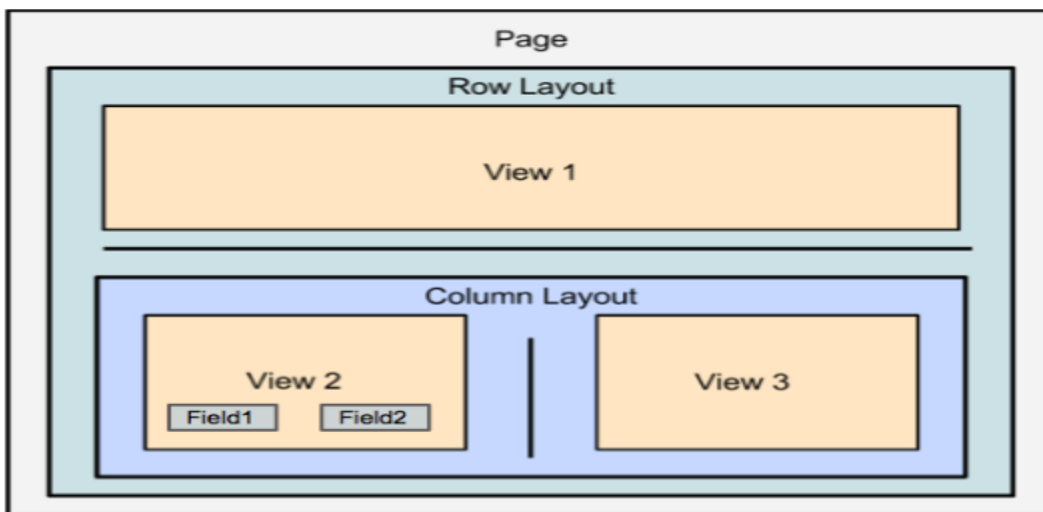 Page
Row Layout
View 1
Column Layout
View 2
Field1
Field2
View 3